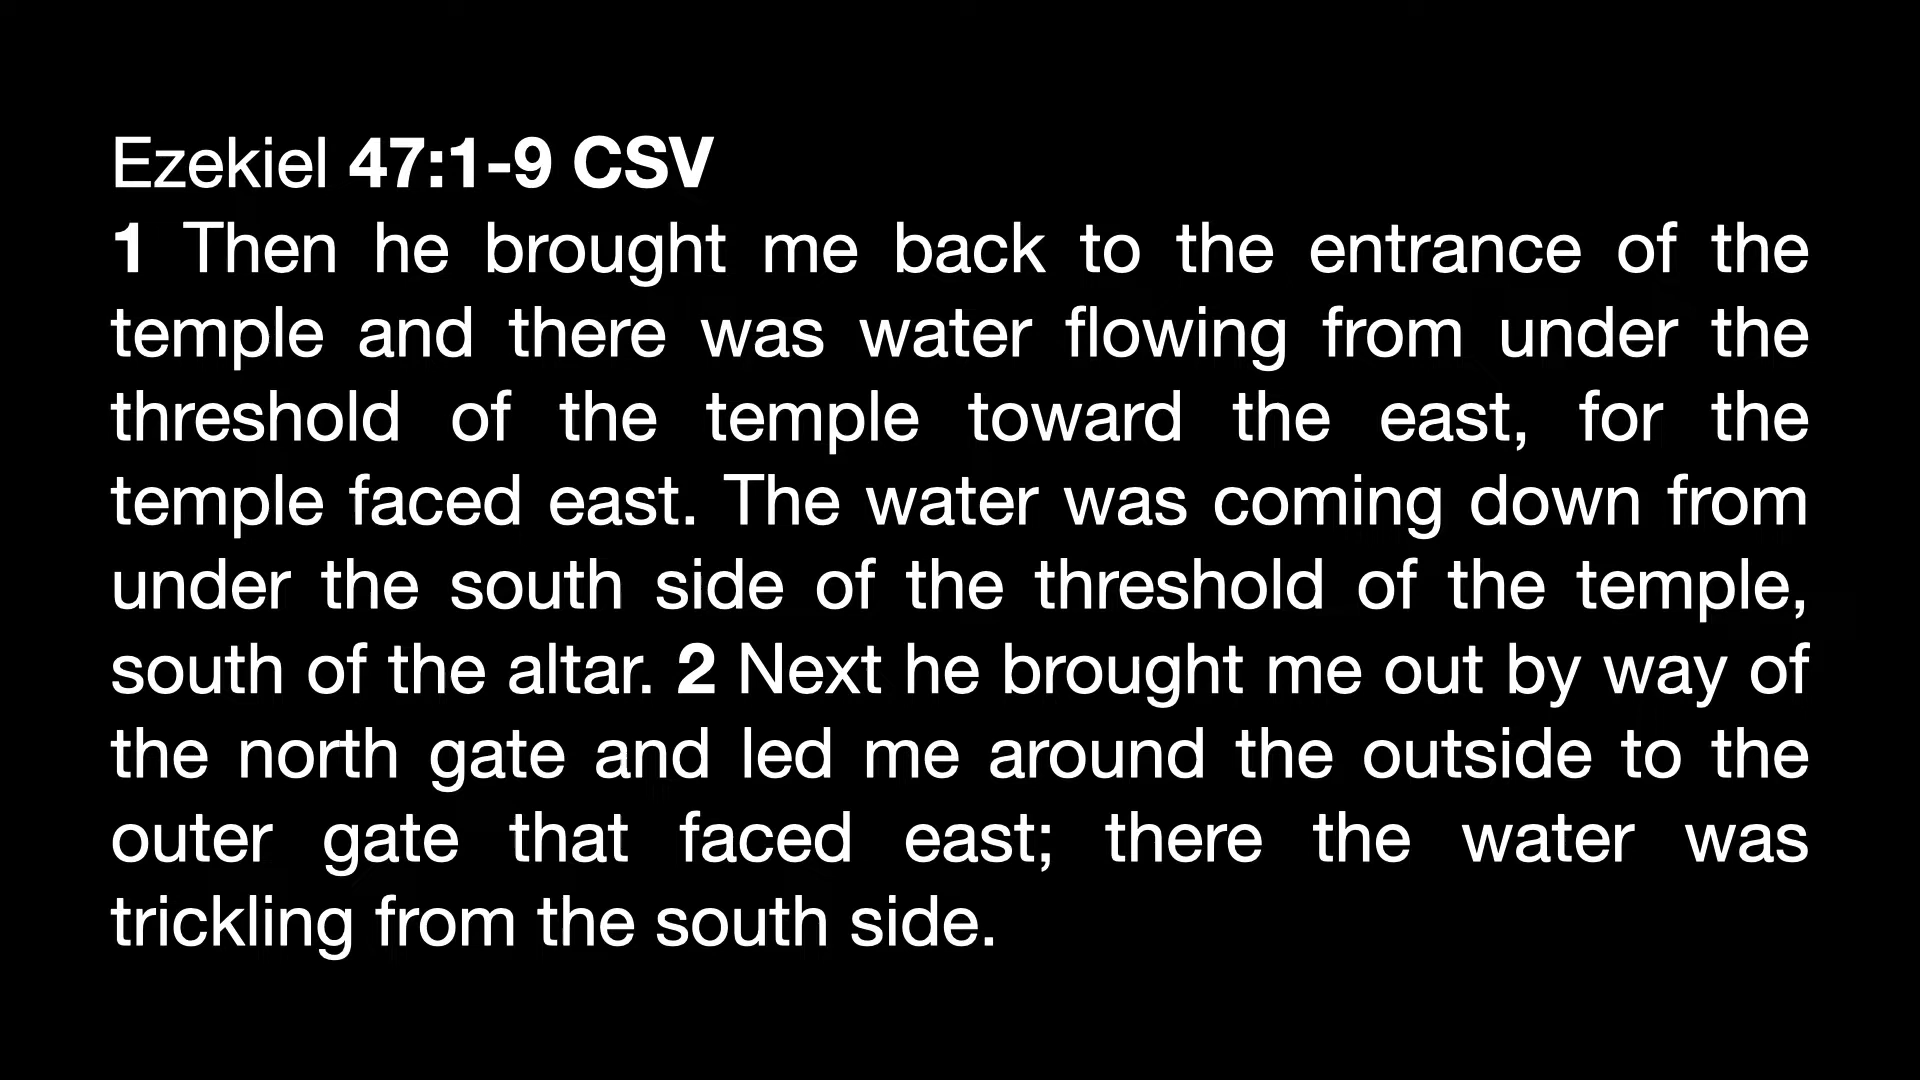 Ezekiel 47:1-9 CSV
1 Then he brought me back to the entrance of the
temple and there was water flowing from under the
threshold of the temple toward the east, for the
temple faced east. The water was coming down from
under the south side of the threshold of the temple,
south of the altar. 2 Next he brought me out by way of
the north gate and led me around the outside to the
outer gate that faced east; there the water was
trickling from the south side.